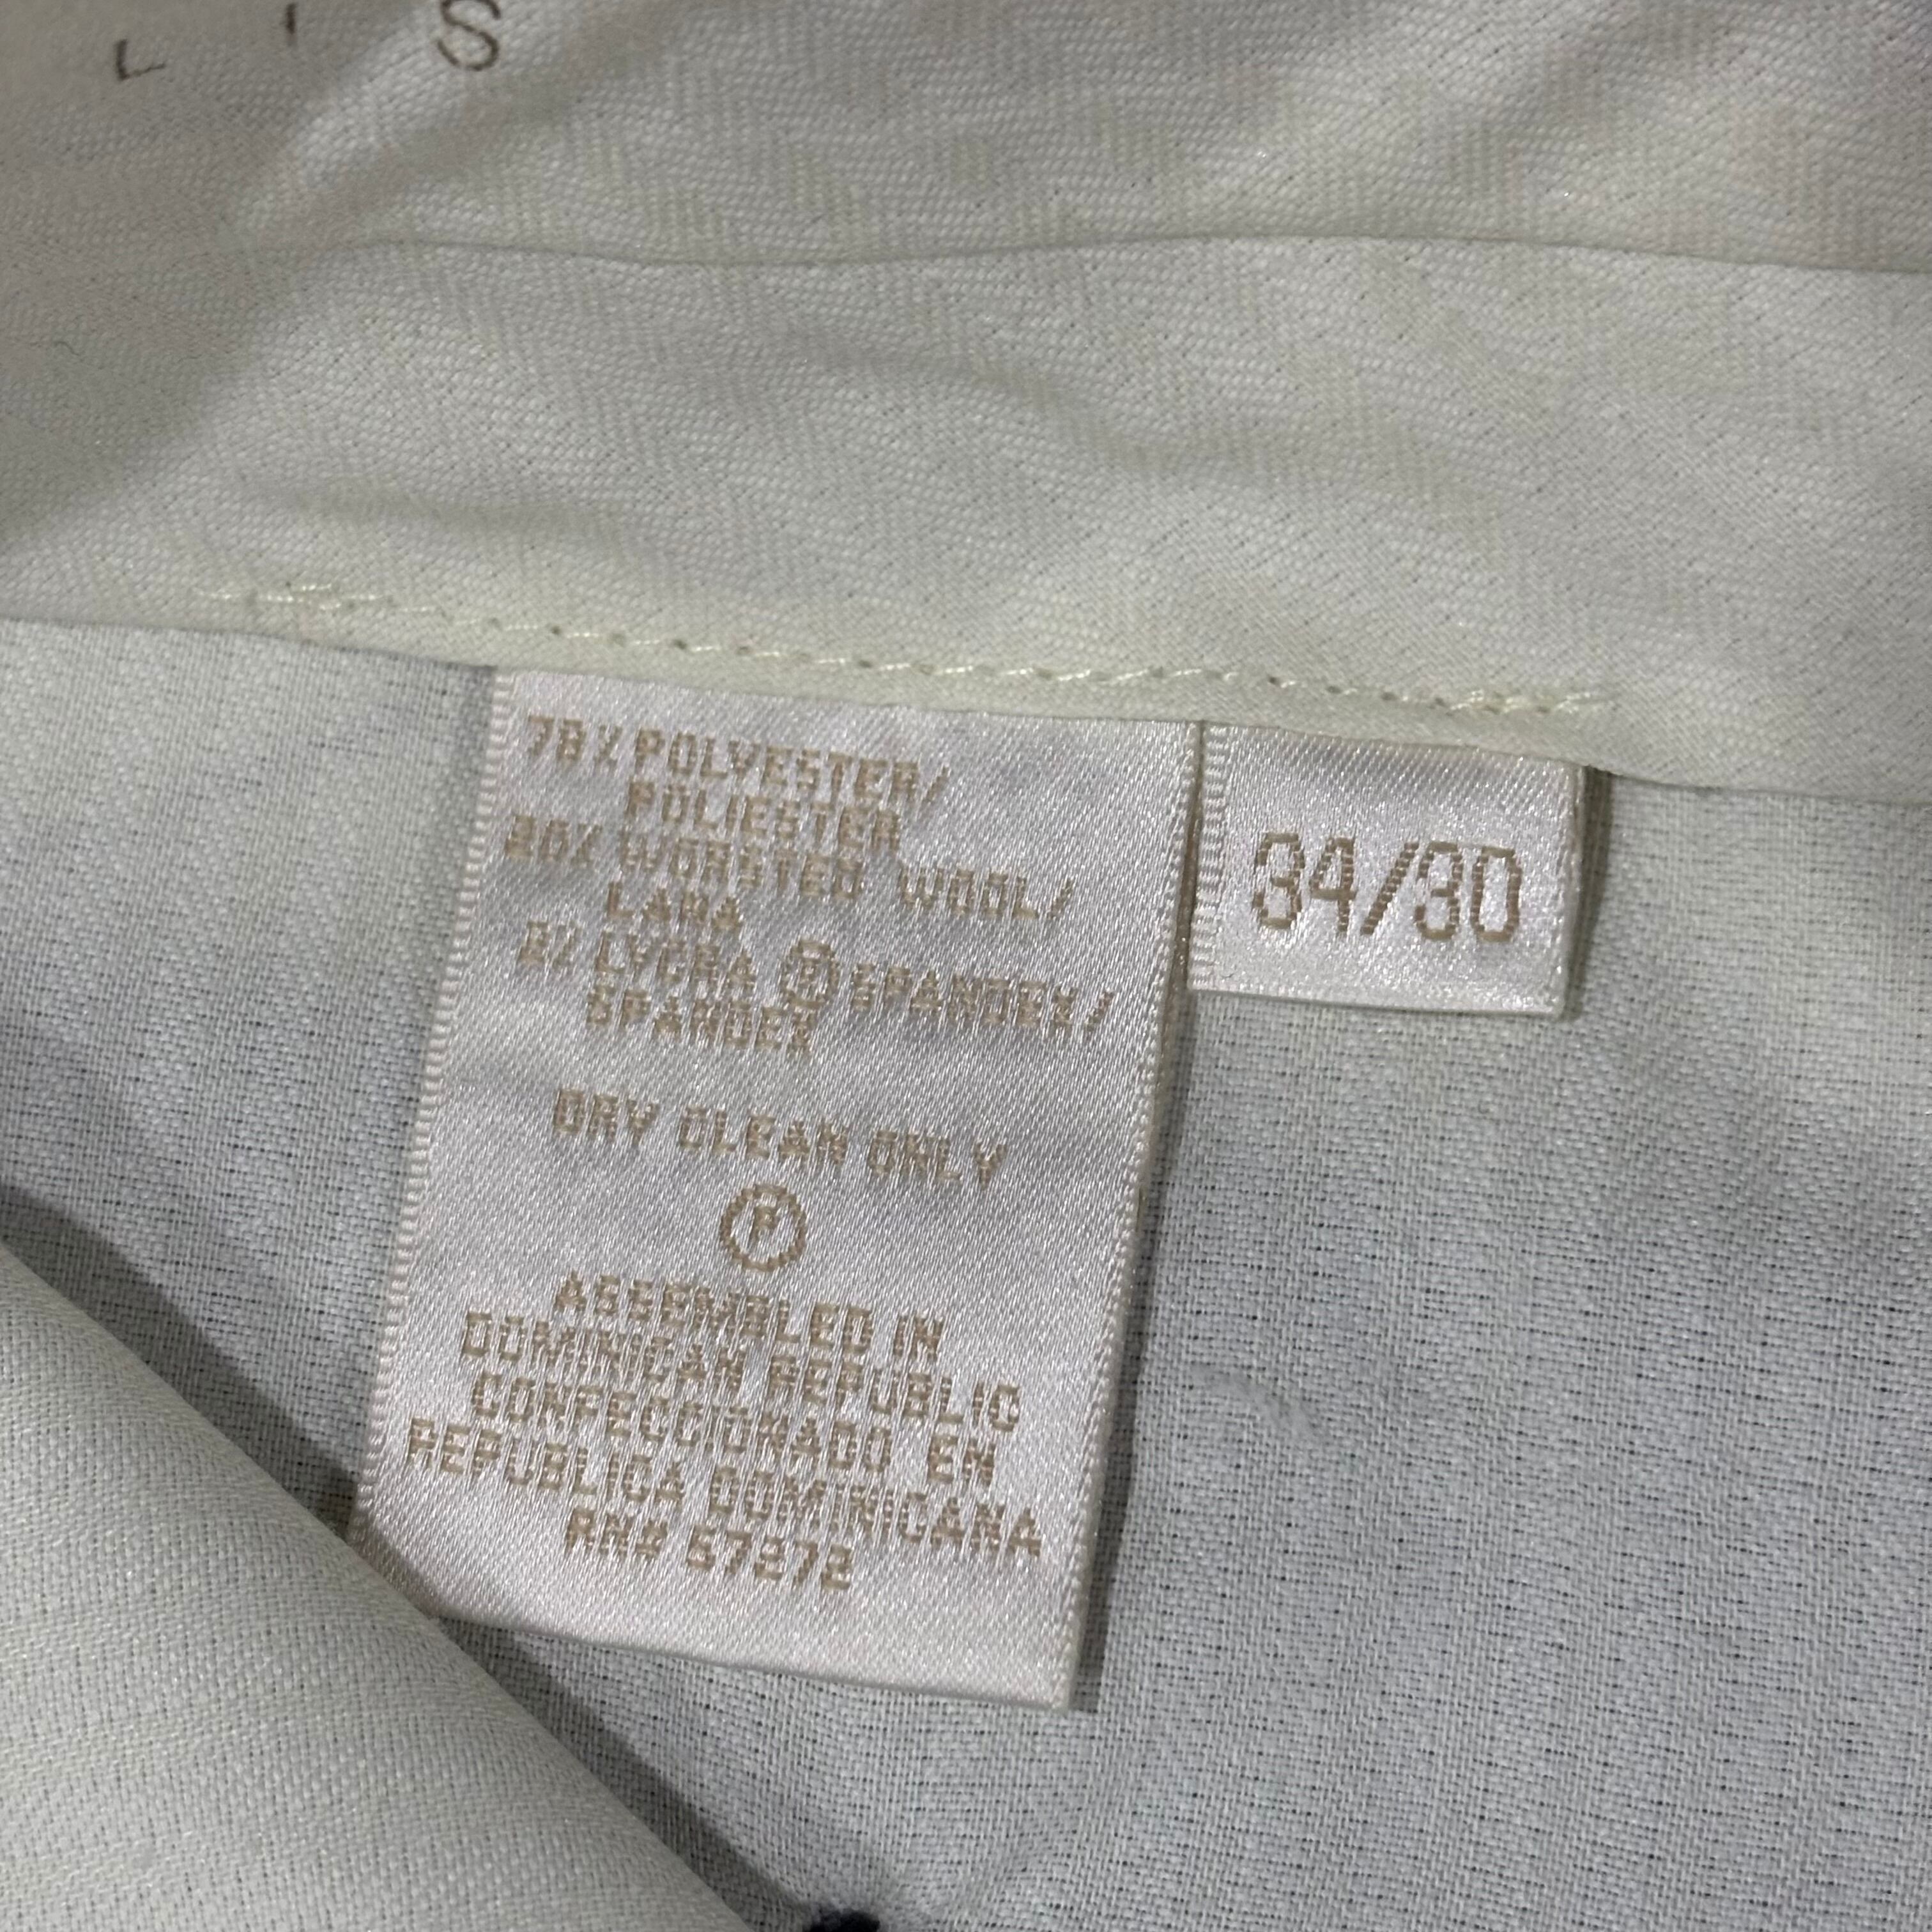 L I S
78% POLYESTER/
POLIESTER
20% WORSTED WOOL/
LANA
2% LYCRA ® SPANDEX/
SPANDEX
DRY CLEAN ONLY
Ⓟ
ASSEMBLED IN
DOMINICAN REPUBLIC
CONFECCIONADO EN
REPUBLICA DOMINICANA
RN# 67272
34/30